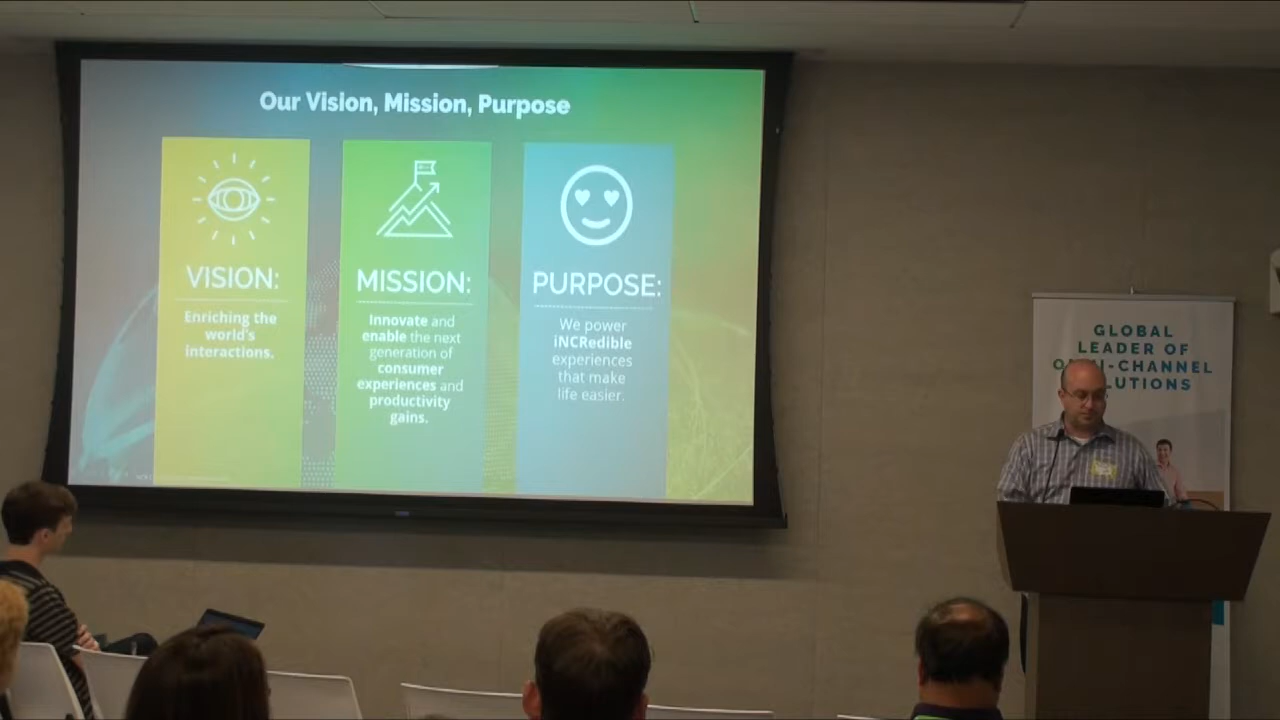 Our Vision, Mission, Purpose
VISION:
Enriching the
world's
interactions.
MISSION:
Innovate and
enable the next
generation of
consumer
experiences and
productivity
gains.
PURPOSE:
We power
iNCRedible
experiences
that make
life easier.
GLOBAL
LEADER OF